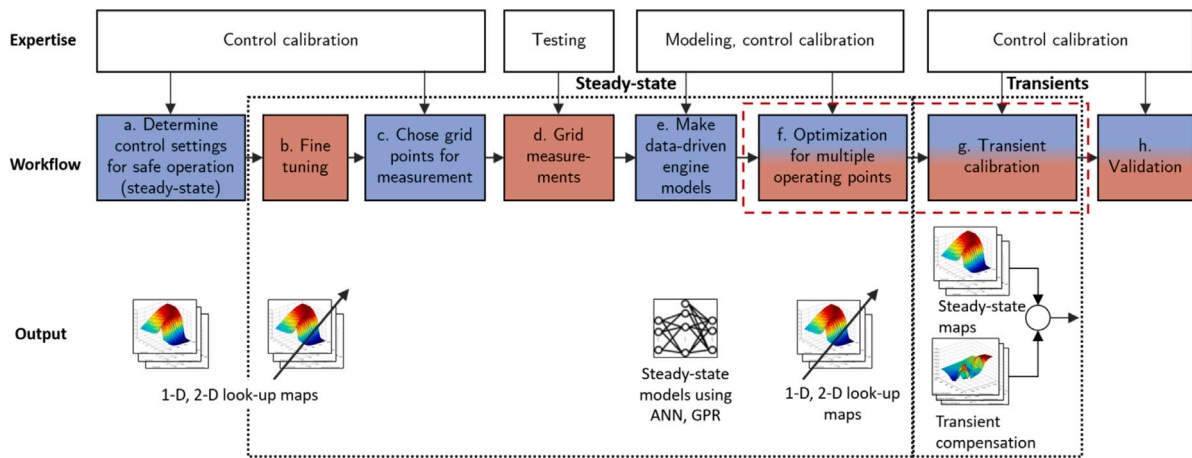 Expertise
Control calibration
Testing
Modeling, control calibration
Control calibration
Steady-state
Transients
Workflow
a. Determine
control settings
for safe operation
(steady-state)
b. Fine
tuning
c. Chose grid
points for
measurement
d. Grid
measure-
ments
e. Make
data-driven
engine models
f. Optimization
for multiple
operating points
g. Transient
calibration
h.
Validation
Output
1-D, 2-D look-up maps
Steady-state
models using
ANN, GPR
1-D, 2-D look-up
maps
Steady-state
maps
Transient
compensation